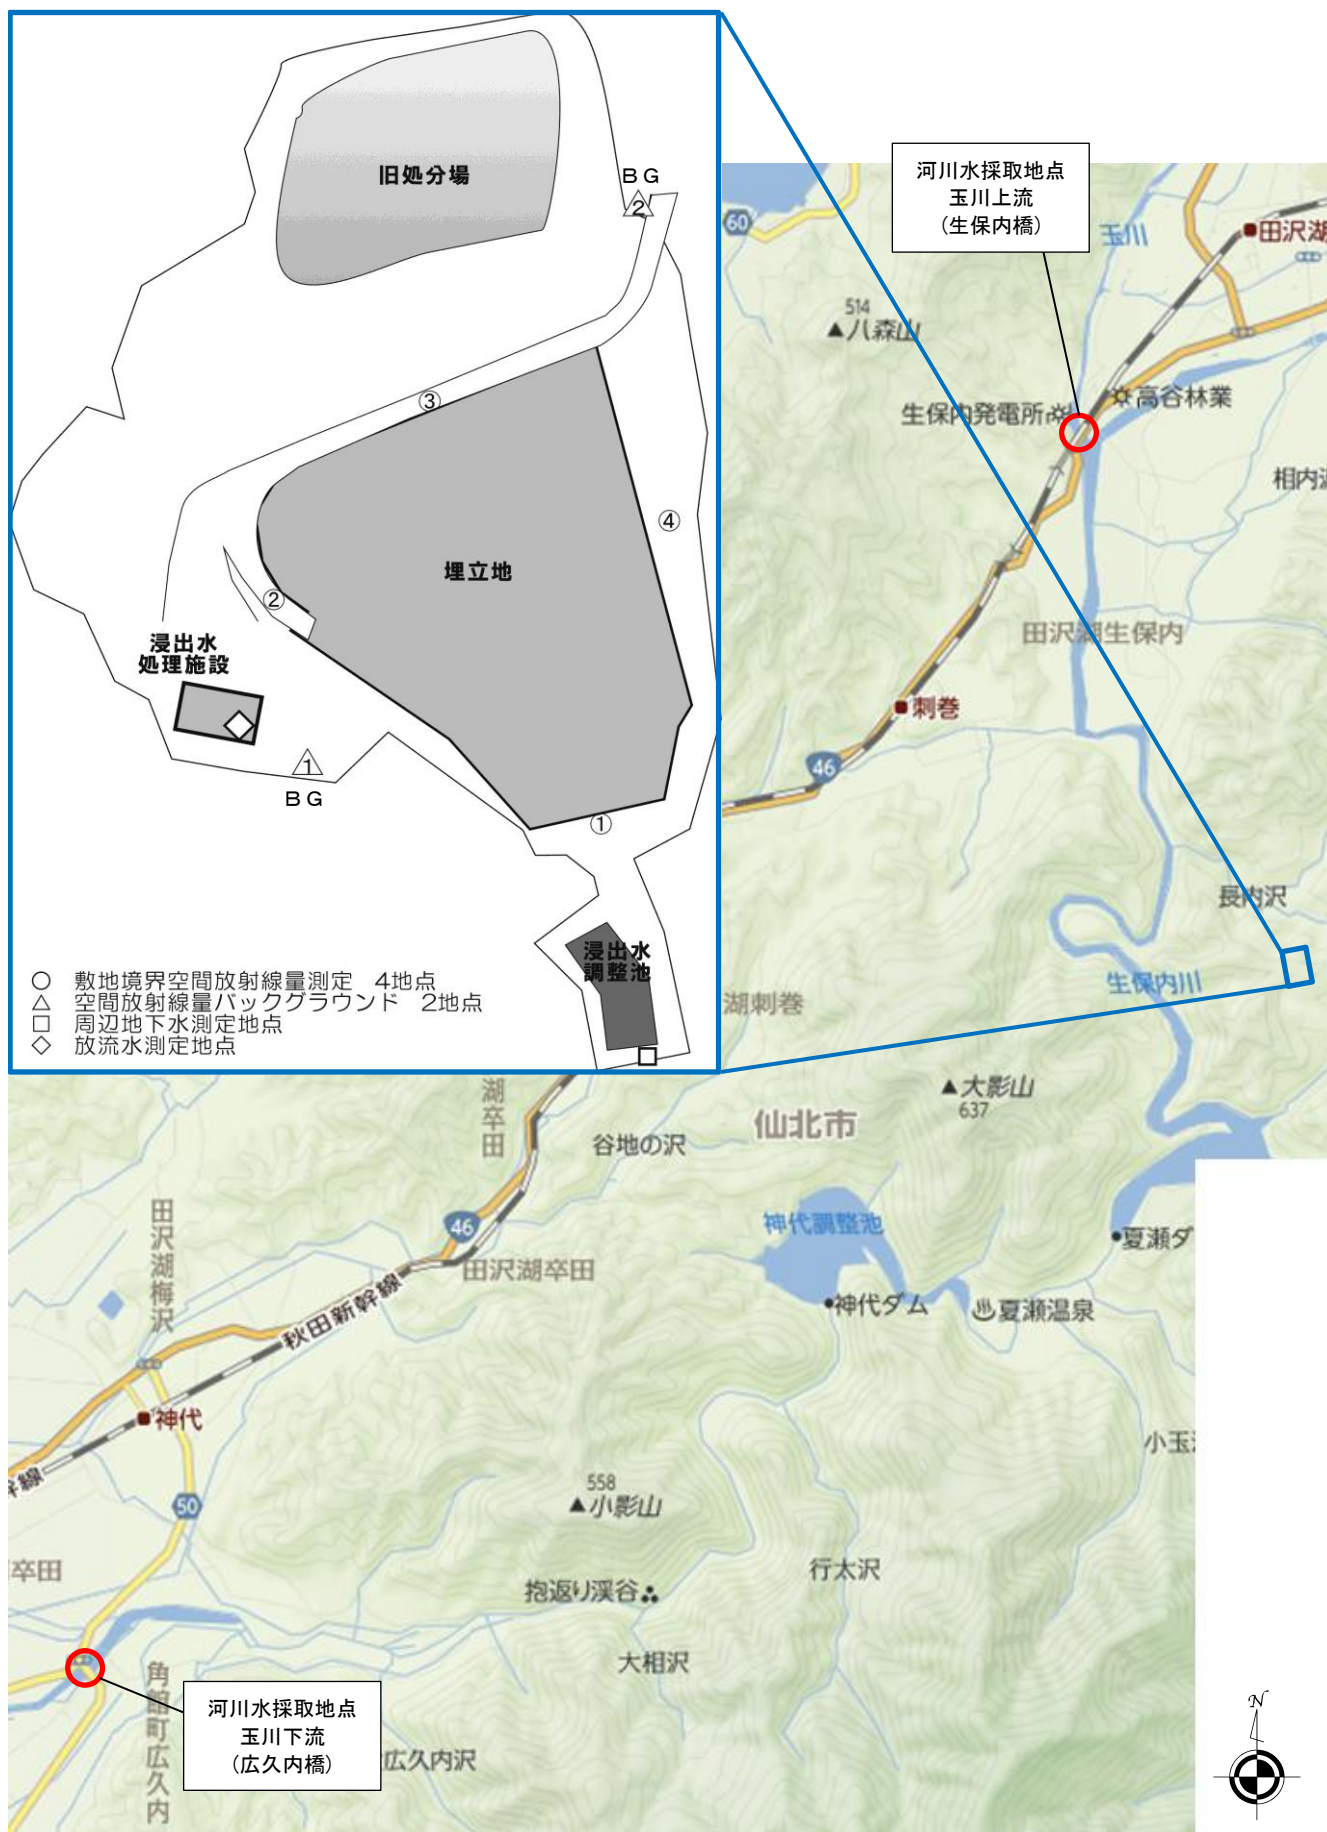 旧処分場
BG
2
③
④
埋立地
②
浸出水
処理施設
1
BG
①
浸出水
調整池
○ 敷地境界空間放射線量測定 4地点
△ 空間放射線量バックグラウンド 2地点
□ 周辺地下水測定地点
◇ 放流水測定地点
河川水採取地点
玉川上流
(生保内橋)
60
玉川
田沢湖
514
▲八森山
生保内発電所
高谷林業
相内
田沢湖生保内
刺巻
46
長内沢
生保内川
湖刺巻
▲大影山
637
湖卒田
谷地の沢
仙北市
田沢湖梅沢
46
神代調整池
夏瀬ダ
田沢湖卒田
秋田新幹線
神代ダム
夏瀬温泉
神代
小玉
幹線
50
558
▲小影山
卒田
抱返り渓谷
行太沢
大相沢
角館町広久内
河川水採取地点
玉川下流
(広久内橋)
広久内沢
N